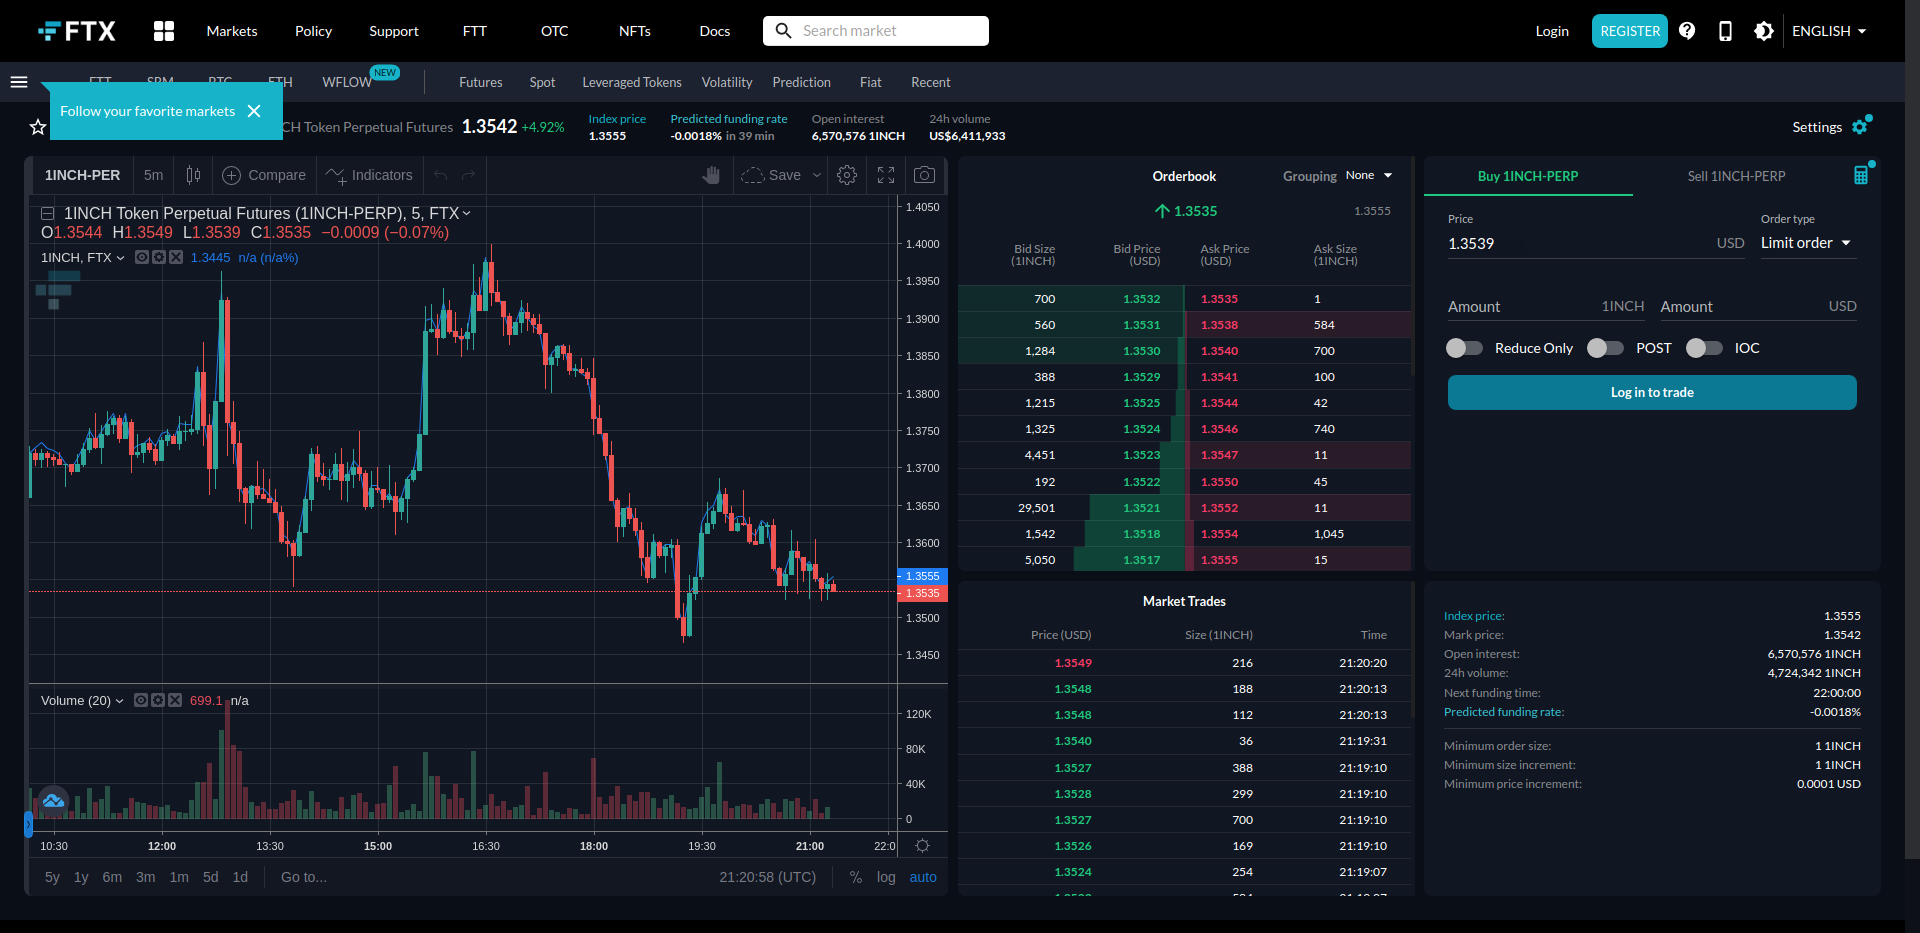 FTX Markets Policy Support FTT OTC NFTs Docs Search market Login REGISTER ENGLISH
WFLOW NEW Futures Spot Leveraged Tokens Volatility Prediction Fiat Recent
Follow your favorite markets
CH Token Perpetual Futures 1.3542 +4.92%
Index price
1.3555
Predicted funding rate
-0.0018% in 39 min
Open interest
6,570,576 1INCH
24h volume
US$6,411,933
Settings
1INCH-PER 5m Compare Indicators Save
1INCH Token Perpetual Futures (1INCH-PERP), 5, FTX
O1.3544 H1.3549 L1.3539 C1.3535 −0.0009 (−0.07%)
1INCH, FTX 1.3445 n/a (n/a%)
1.4050
1.4000
1.3950
1.3900
1.3850
1.3800
1.3750
1.3700
1.3650
1.3600
1.3555
1.3535
1.3500
1.3450
Volume (20) 699.1 n/a
120K
80K
40K
0
10:30 12:00 13:30 15:00 16:30 18:00 19:30 21:00 22:0
5y 1y 6m 3m 1m 5d 1d Go to... 21:20:58 (UTC) % log auto
Orderbook Grouping None
1.3535 1.3555
Bid Size (1INCH) Bid Price (USD) Ask Price (USD) Ask Size (1INCH)
700 1.3532 1.3535 1
560 1.3531 1.3538 584
1,284 1.3530 1.3540 700
388 1.3529 1.3541 100
1,215 1.3525 1.3544 42
1,325 1.3524 1.3546 740
4,451 1.3523 1.3547 11
192 1.3522 1.3550 45
29,501 1.3521 1.3552 11
1,542 1.3518 1.3554 1,045
5,050 1.3517 1.3555 15
Market Trades
Price (USD) Size (1INCH) Time
1.3549 216 21:20:20
1.3548 188 21:20:13
1.3548 112 21:20:13
1.3540 36 21:19:31
1.3527 388 21:19:10
1.3528 299 21:19:10
1.3527 700 21:19:10
1.3526 169 21:19:10
1.3524 254 21:19:07
Buy 1INCH-PERP Sell 1INCH-PERP
Price Order type
1.3539 USD Limit order
Amount 1INCH Amount USD
Reduce Only POST IOC
Log in to trade
Index price: 1.3555
Mark price: 1.3542
Open interest: 6,570,576 1INCH
24h volume: 4,724,342 1INCH
Next funding time: 22:00:00
Predicted funding rate: -0.0018%
Minimum order size: 1 1INCH
Minimum size increment: 1 1INCH
Minimum price increment: 0.0001 USD